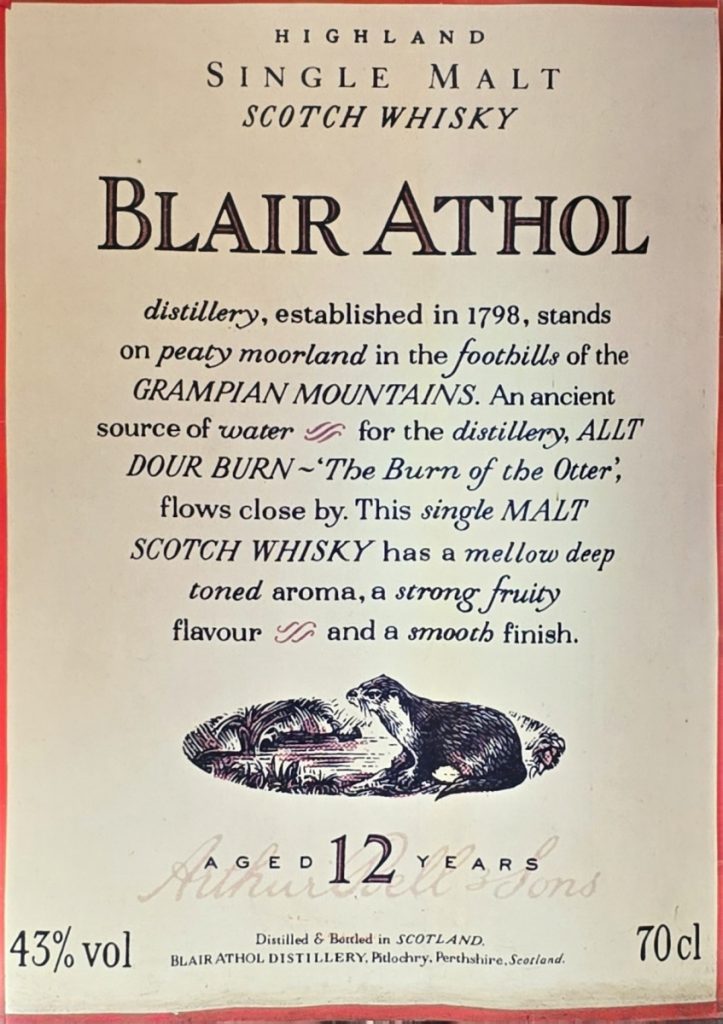 HIGHLAND
SINGLE MALT
SCOTCH WHISKY
BLAIR ATHOL
distillery, established in 1798, stands
on peaty moorland in the foothills of the
GRAMPIAN MOUNTAINS. An ancient
source of water for the distillery, ALLT
DOUR BURN ~ 'The Burn of the Otter',
flows close by. This single MALT
SCOTCH WHISKY has a mellow deep
toned aroma, a strong fruity
flavour and a smooth finish.
AGED 12 YEARS
Arthur Bell & Sons
43% vol
Distilled & Bottled in SCOTLAND.
BLAIR ATHOL DISTILLERY, Pitlochry, Perthshire, Scotland.
70 cl